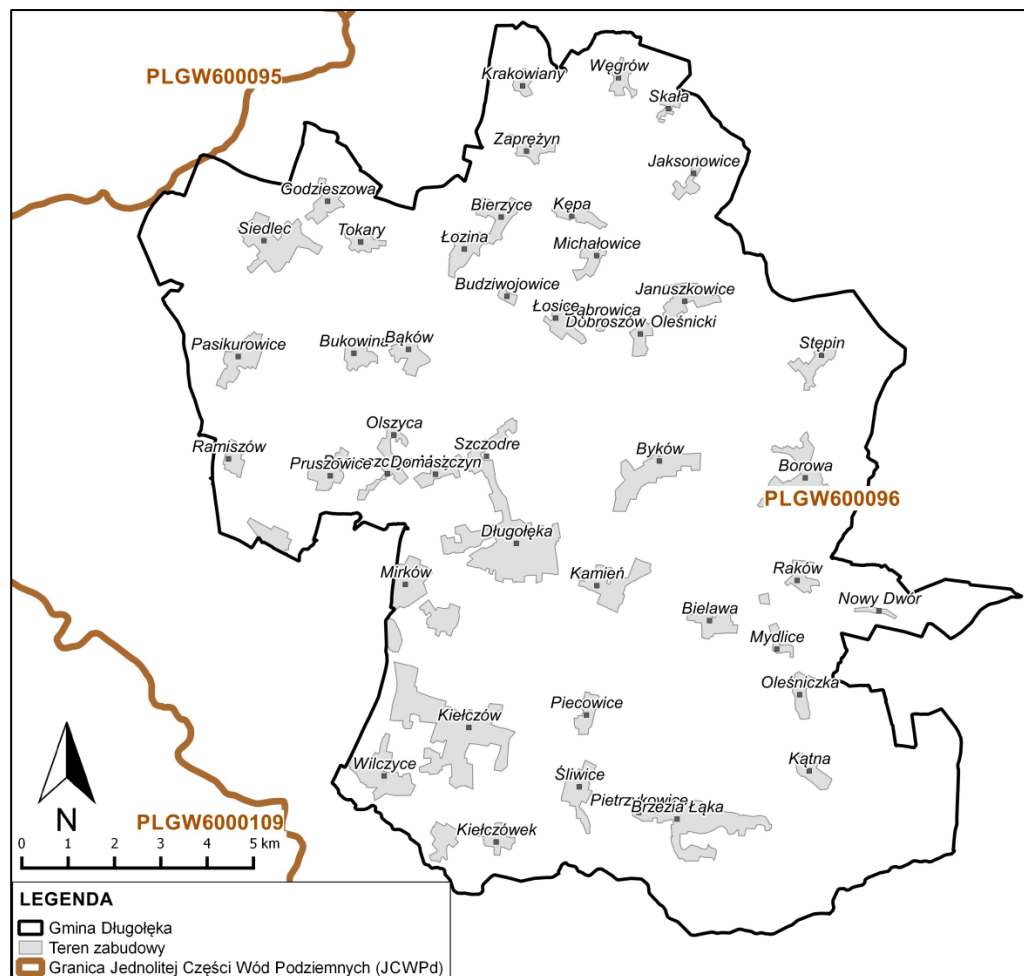 PLGW600095
Krakowiany
Węgrów
Skała
Zaprężyn
Jaksonowice
Godzieszowa
Bierzyce
Kępa
Siedlec
Tokary
Łozina
Michałowice
Budziwojowice
Januszkowice
Łosice
Dąbrowica
Dobroszów Oleśnicki
Pasikurowice
Bukowina
Bąków
Stępin
Olszyca
Ramiszów
Pruszowice
Domaszczyn
Szczodre
Byków
Borowa
PLGW600096
Długołęka
Mirków
Kamień
Raków
Nowy Dwór
Bielawa
Mydlice
Oleśniczka
Piecowice
Kiełczów
Wilczyce
Śliwice
Kątna
Pietrzykowice
Brzezia Łąka
Kiełczówek
PLGW6000109
N
0 1 2 3 4 5 km
LEGENDA
Gmina Długołęka
Teren zabudowy
Granica Jednolitej Części Wód Podziemnych (JCWPd)